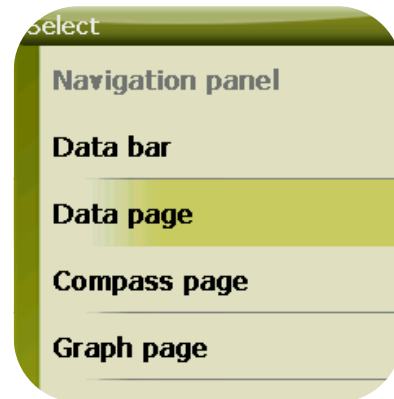 Select
Navigation panel
Data bar
Data page
Compass page
Graph page